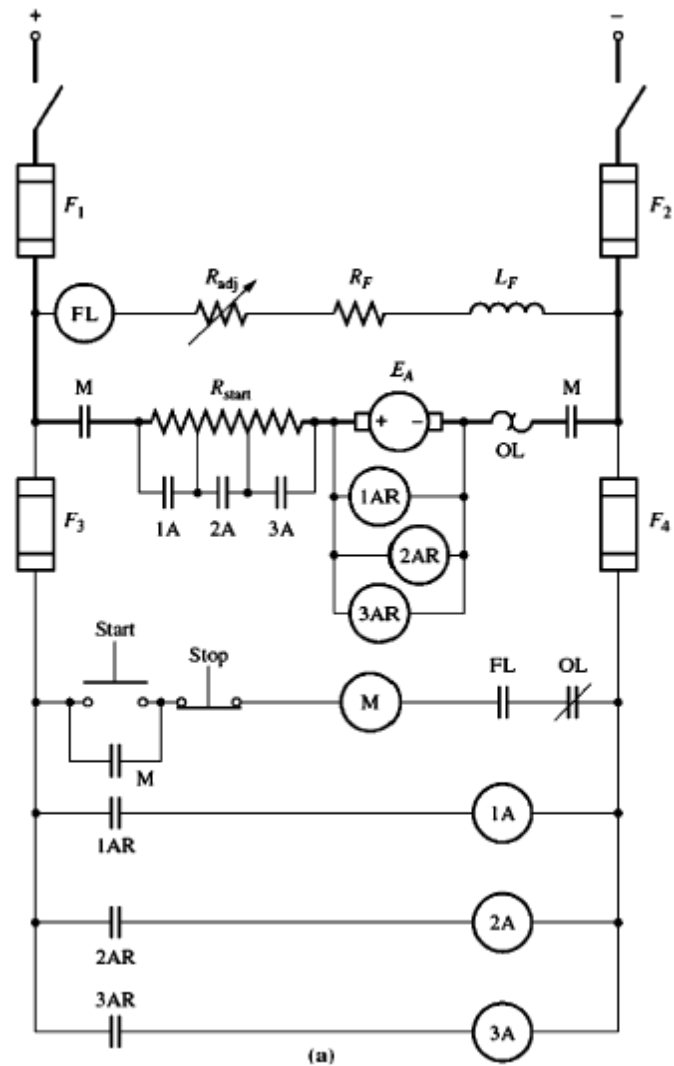 + −
F1 F2
Radj RF LF
FL
EA
M Rstart M
+ −
OL
1AR
1A 2A 3A
F3 F4
2AR
3AR
Start
Stop FL OL
M
M
1A
1AR
2A
2AR
3AR
3A
(a)